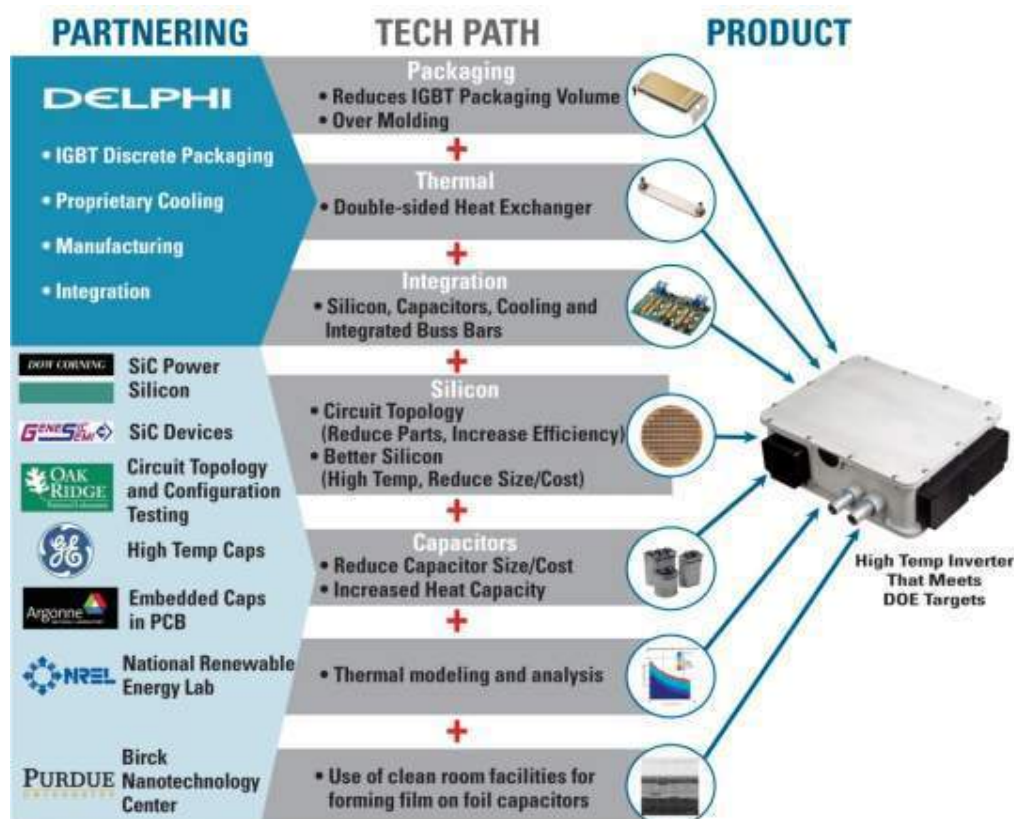 PARTNERING
TECH PATH
PRODUCT
DELPHI
• IGBT Discrete Packaging
• Proprietary Cooling
• Manufacturing
• Integration
DOW CORNING
SiC Power
Silicon
GENESIC SEMI
SiC Devices
OAK
RIDGE
National Laboratory
Circuit Topology
and Configuration
Testing
GE
High Temp Caps
Argonne
Embedded Caps
in PCB
NREL
National Renewable
Energy Lab
PURDUE
Birck
Nanotechnology
Center
Packaging
• Reduces IGBT Packaging Volume
• Over Molding
+
Thermal
• Double-sided Heat Exchanger
+
Integration
• Silicon, Capacitors, Cooling and
Integrated Buss Bars
+
Silicon
• Circuit Topology
(Reduce Parts, Increase Efficiency)
• Better Silicon
(High Temp, Reduce Size/Cost)
+
Capacitors
• Reduce Capacitor Size/Cost
• Increased Heat Capacity
+
• Thermal modeling and analysis
+
• Use of clean room facilities for
forming film on foil capacitors
High Temp Inverter
That Meets
DOE Targets